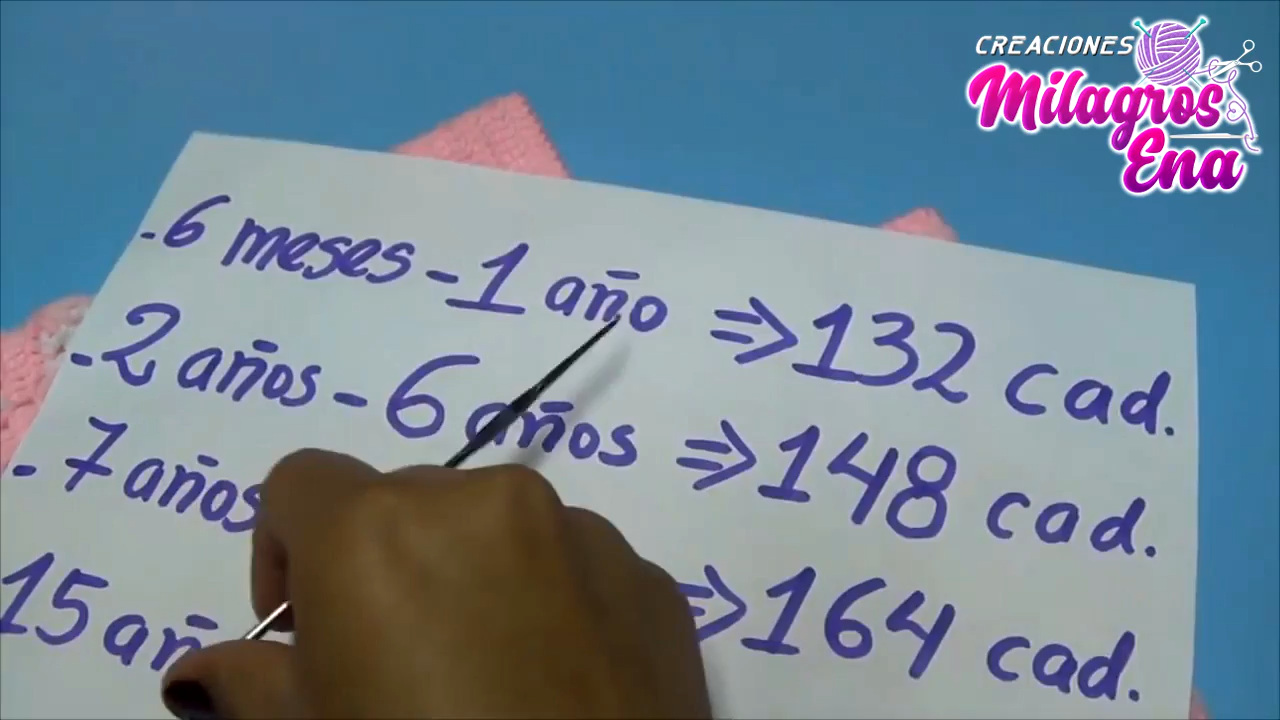 CREACIONES
Milagros
Ena
- 6 meses - 1 año ⇒ 132 cad.
- 2 años - 6 años ⇒ 148 cad.
- 7 años ⇒ 164 cad.
15